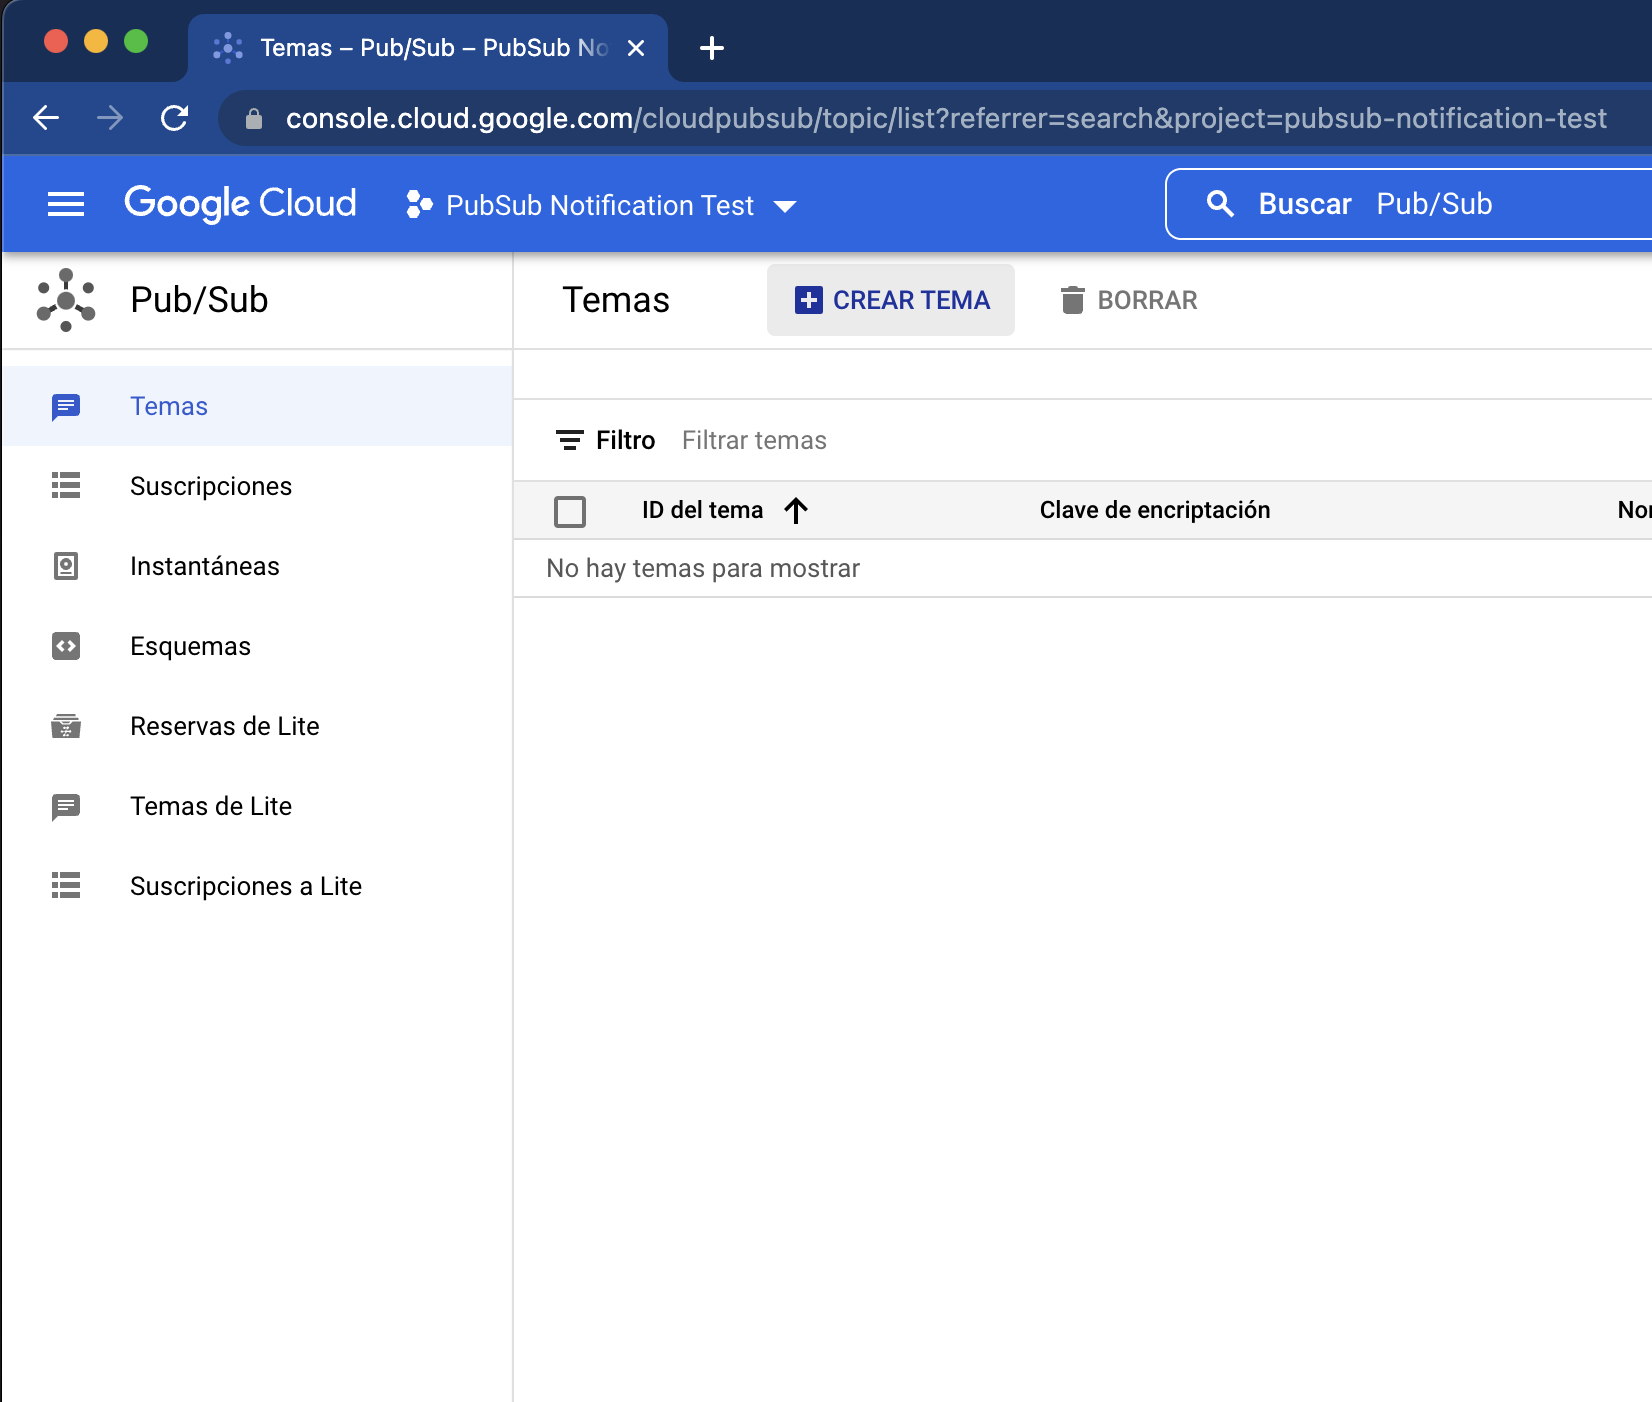 Temas – Pub/Sub – PubSub No
console.cloud.google.com/cloudpubsub/topic/list?referrer=search&project=pubsub-notification-test
Google Cloud PubSub Notification Test Buscar Pub/Sub
Pub/Sub
Temas CREAR TEMA BORRAR
Temas
Suscripciones
Instantáneas
Esquemas
Reservas de Lite
Temas de Lite
Suscripciones a Lite
Filtro Filtrar temas
ID del tema Clave de encriptación
No hay temas para mostrar